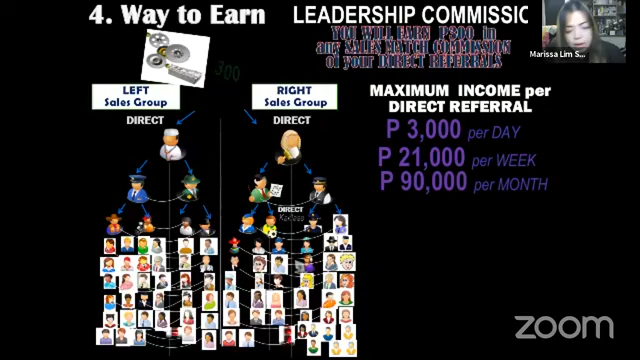 4. Way to Earn
LEADERSHIP COMMISSIO
YOU WILL EARN P300 in
any SALES MATCH COMMISSION
of your DIRECT REFERRALS
Marissa Lim S...
300
LEFT
Sales Group
RIGHT
Sales Group
MAXIMUM INCOME per
DIRECT REFERRAL
DIRECT
DIRECT
P 3,000 per DAY
P 21,000 per WEEK
P 90,000 per MONTH
DIRECT
zoom